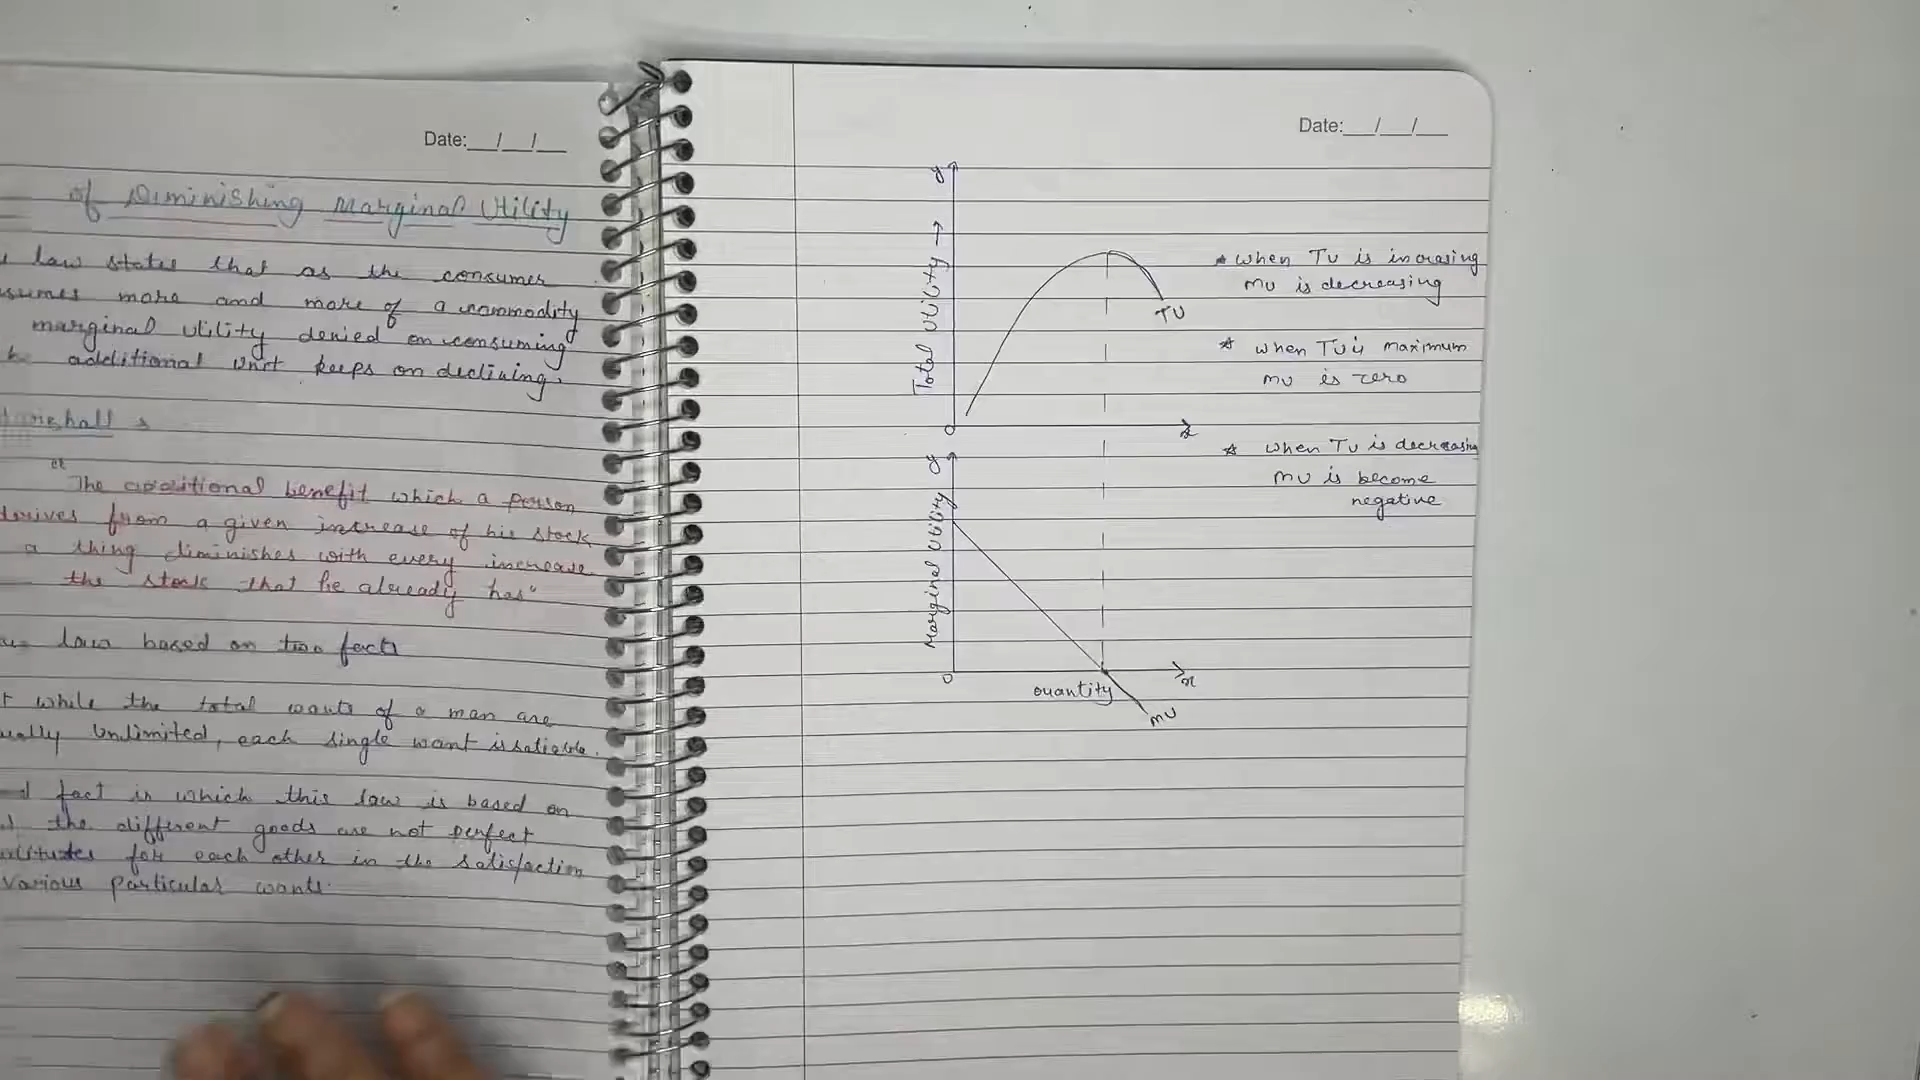 Date:__/__/__
of Diminishing Marginal Utility
law states that as the consumer
sumes more and more of a commodity
marginal utility denied on consuming
additional unit keeps on declining.
"The additional benefit which a person
derives from a given increase of his stock
a thing diminishes with every increase
the stock that he already has"
law based on two facts
while the total wants of a man are
ually unlimited, each single want is satiable.
fact in which this law is based on
the different goods are not perfect
for each other in the satisfaction
various particular wants.
Date:__/__/__
y
Total Utility →
TU
O
x
y
Marginal Utility
O
Quantity
x
MU
* when TU is incrasing
MU is decreasing
* when TU is maximum
MU is zero
* when TU is decreasing
MU is become
negative